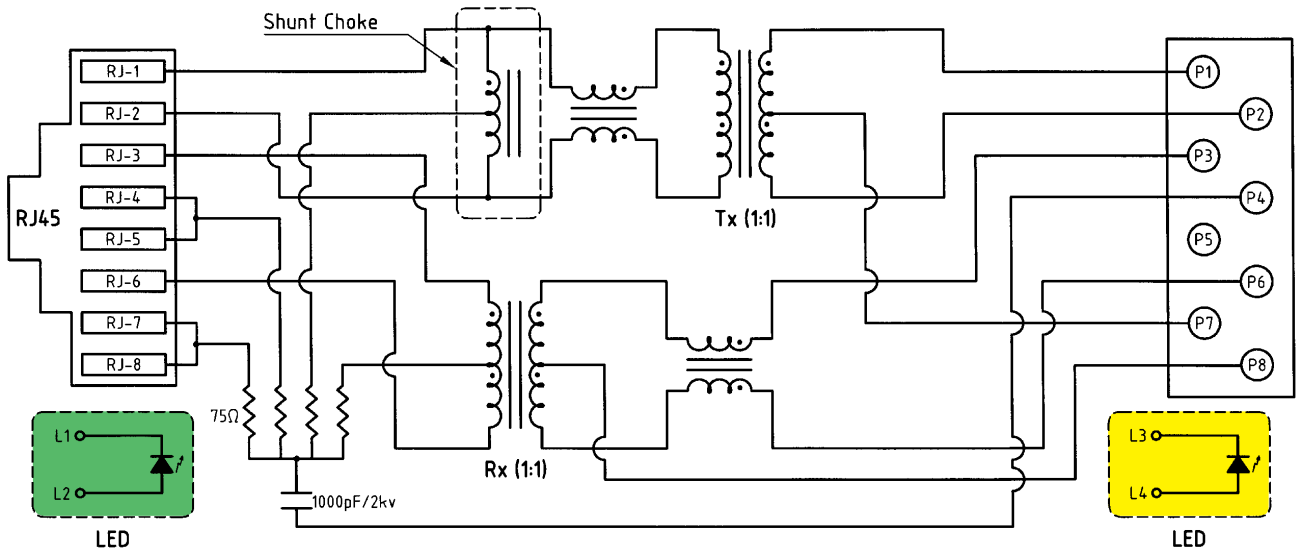 Shunt Choke
RJ-1
RJ-2
RJ-3
RJ-4
RJ45
RJ-5
RJ-6
RJ-7
RJ-8
Tx (1:1)
Rx (1:1)
P1
P2
P3
P4
P5
P6
P7
P8
75Ω
1000pF/2kv
L1
L2
LED
L3
L4
LED